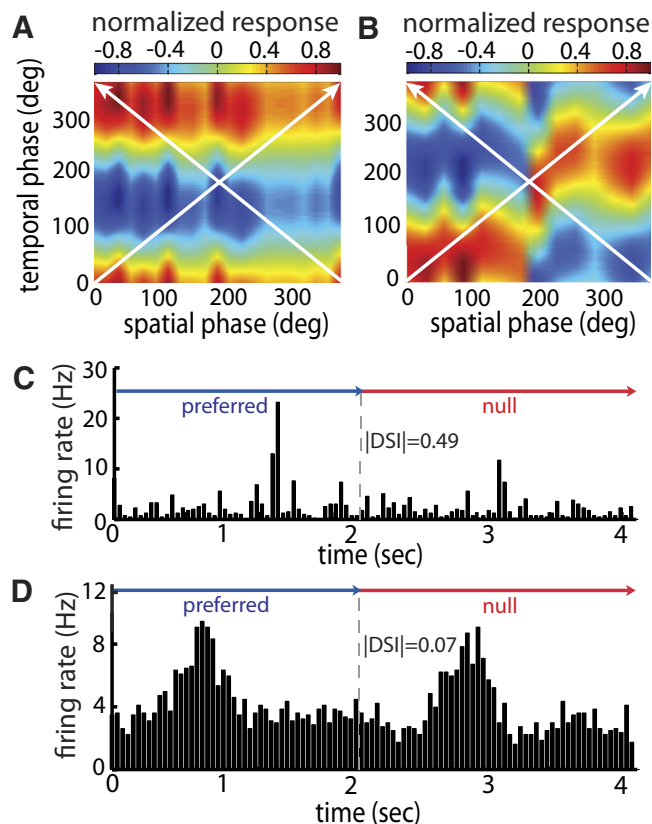 A
normalized response
-0.8 -0.4 0 0.4 0.8
temporal phase (deg)
300
200
100
0
0 100 200 300
spatial phase (deg)
B
normalized response
-0.8 -0.4 0 0.4 0.8
300
200
100
0
0 100 200 300
spatial phase (deg)
C
firing rate (Hz)
30
20
10
0
preferred
null
|DSI|=0.49
1 2 3 4
time (sec)
D
firing rate (Hz)
12
8
4
0
preferred
null
|DSI|=0.07
0 1 2 3 4
time (sec)